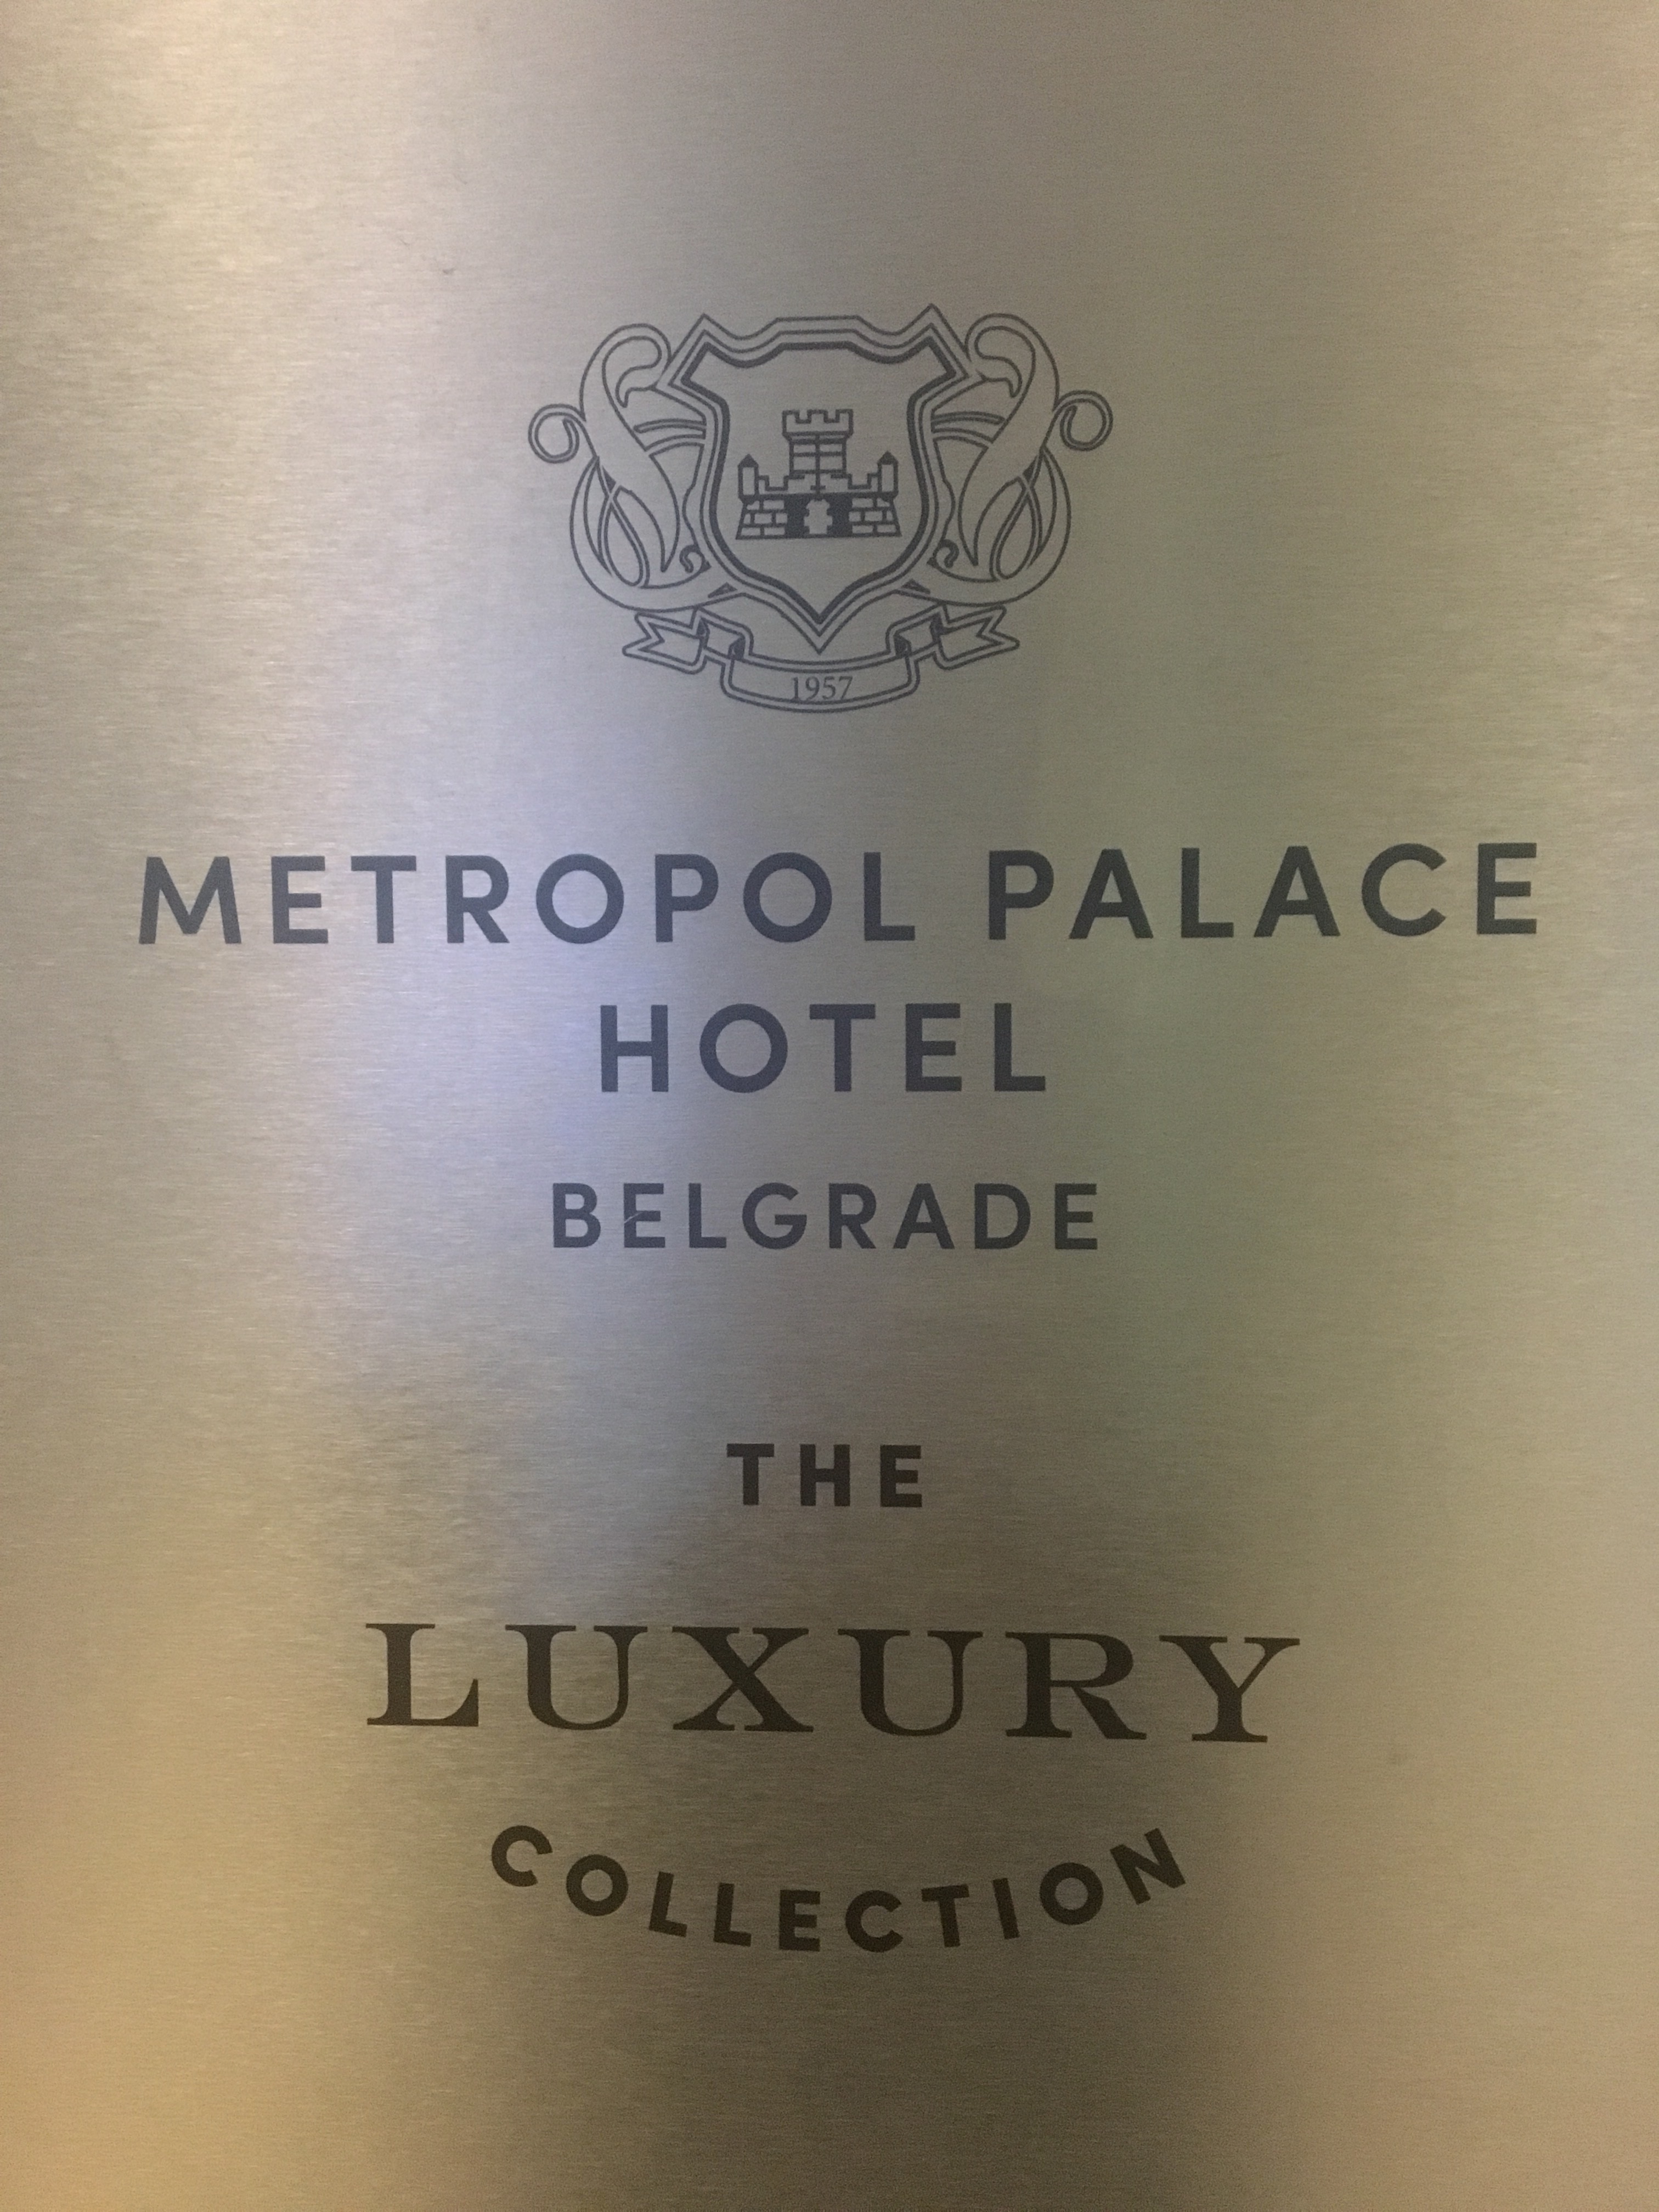 1957
METROPOL PALACE
HOTEL
BELGRADE
THE
LUXURY
COLLECTION